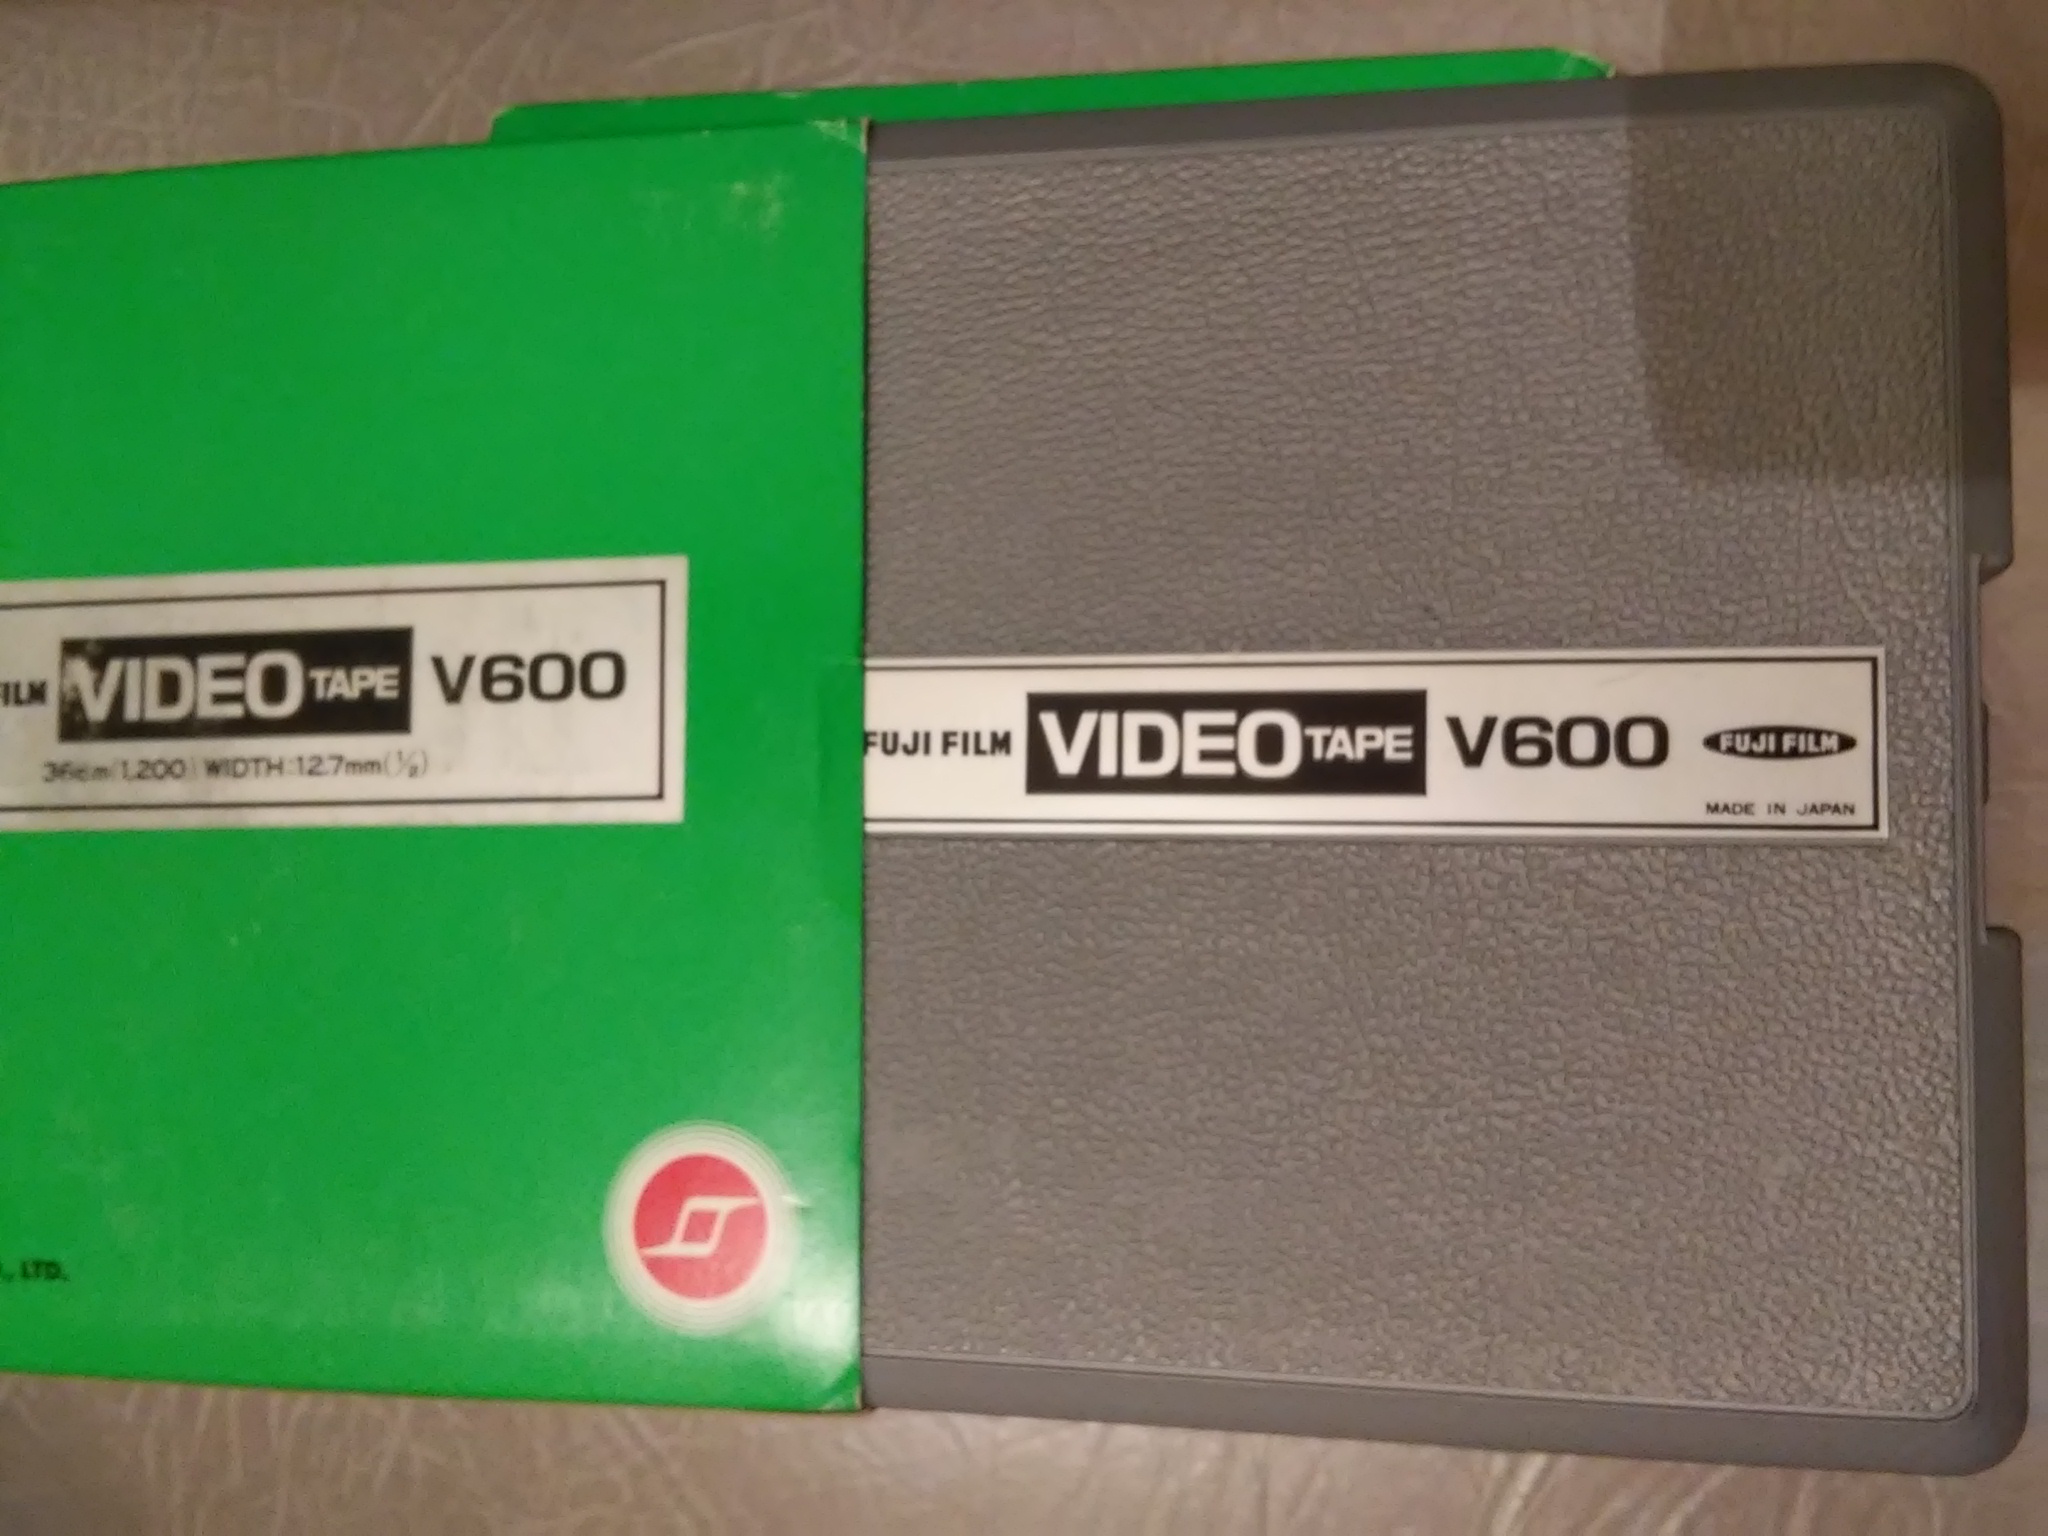 FILM VIDEO TAPE V600
(1,200) WIDTH:12.7mm(½)
., LTD.
FUJI FILM VIDEO TAPE V600 FUJI FILM
MADE IN JAPAN